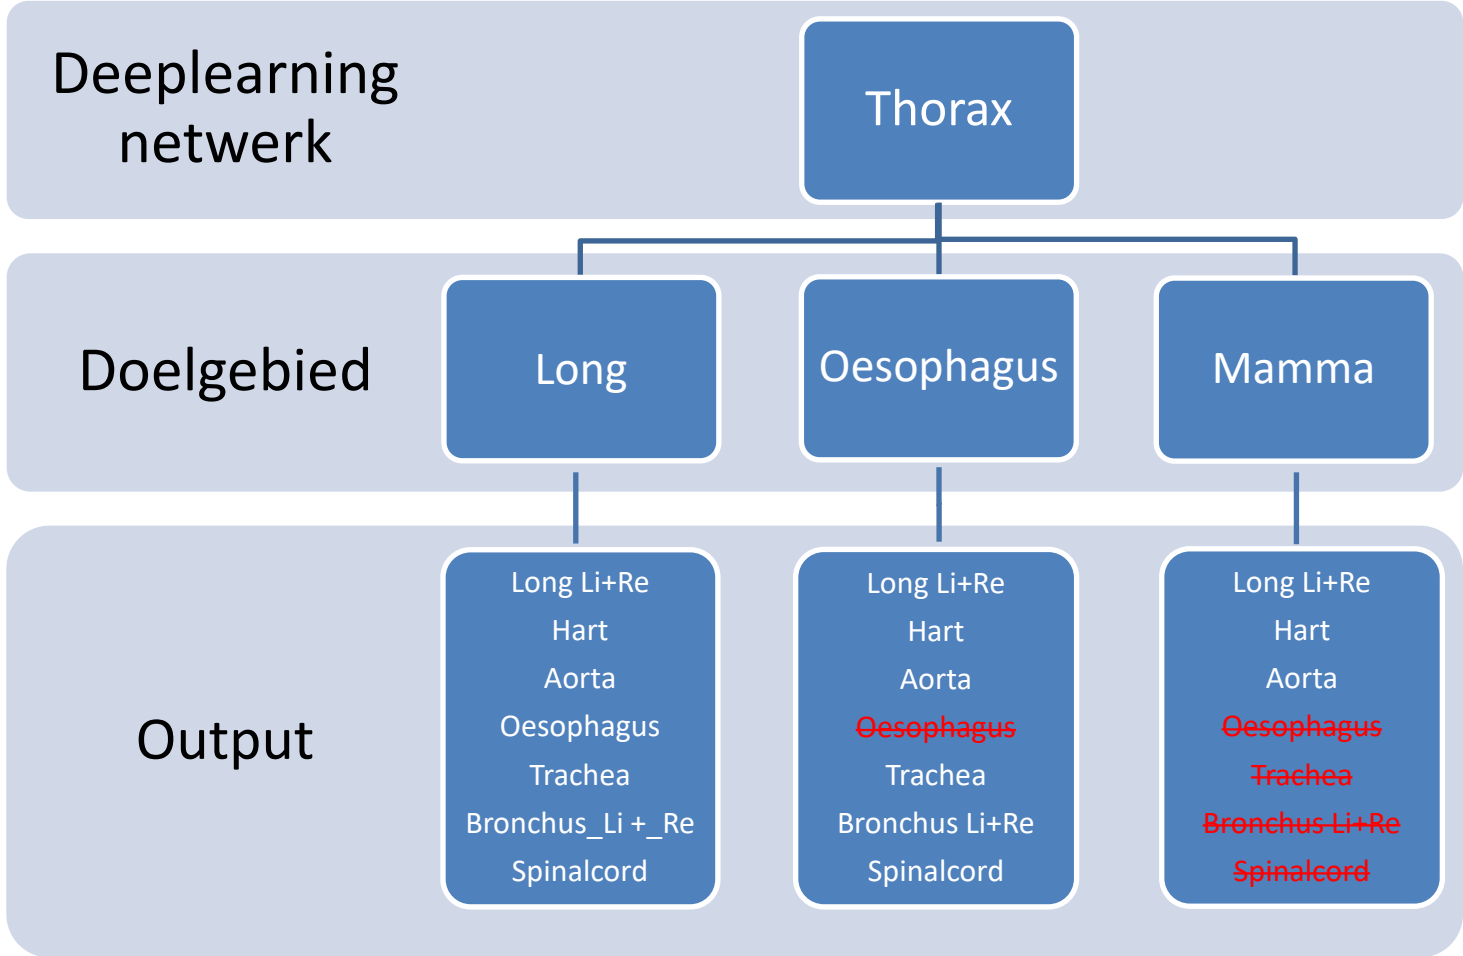 Deeplearning
netwerk
Thorax
Doelgebied
Long
Oesophagus
Mamma
Output
Long Li+Re
Hart
Aorta
Oesophagus
Trachea
Bronchus_Li +_Re
Spinalcord
Long Li+Re
Hart
Aorta
Oesophagus
Trachea
Bronchus Li+Re
Spinalcord
Long Li+Re
Hart
Aorta
Oesophagus
Trachea
Bronchus Li+Re
Spinalcord